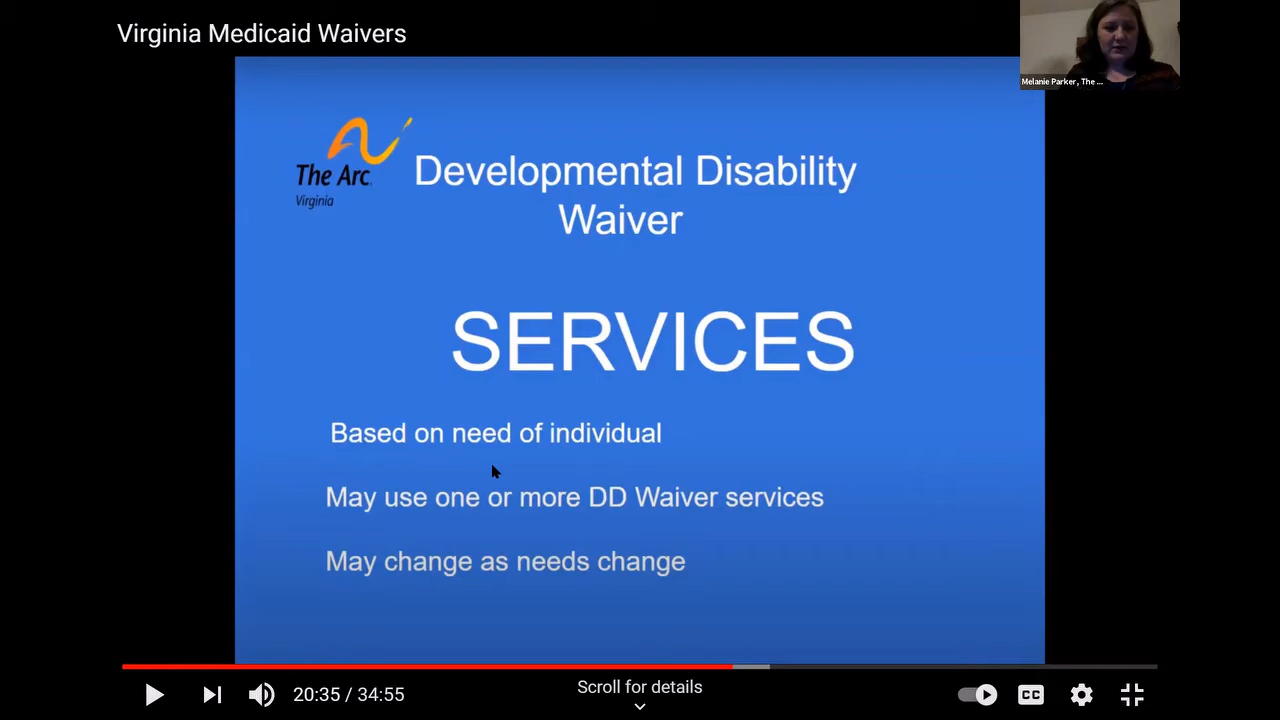 Virginia Medicaid Waivers
Melanie Parker, The ...
The Arc
Virginia
Developmental Disability
Waiver
SERVICES
Based on need of individual
May use one or more DD Waiver services
May change as needs change
20:35 / 34:55
Scroll for details
CC